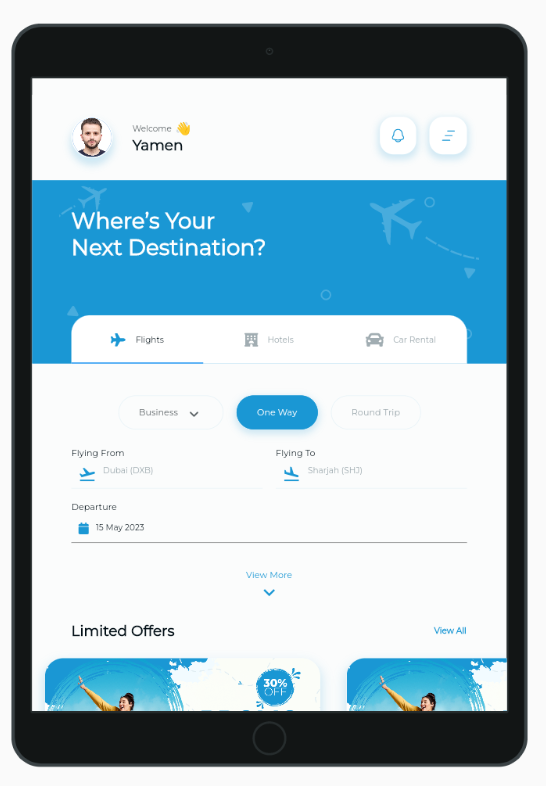 Welcome 👋
Yamen
Where's Your
Next Destination?
Flights
Hotels
Car Rental
Business
One Way
Round Trip
Flying From
Flying To
Dubai (DXB)
Sharjah (SHJ)
Departure
15 May 2023
View More
Limited Offers
View All
30%
OFF